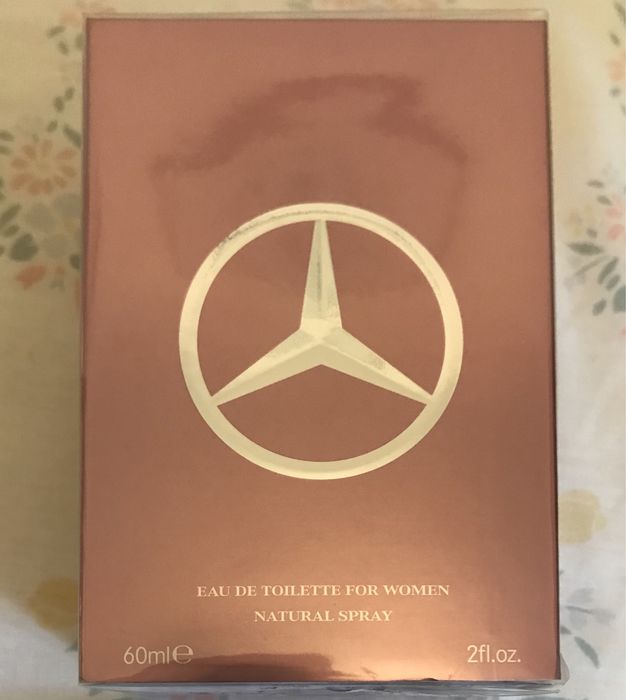 EAU DE TOILETTE FOR WOMEN
NATURAL SPRAY
60ml℮ 2fl.oz.